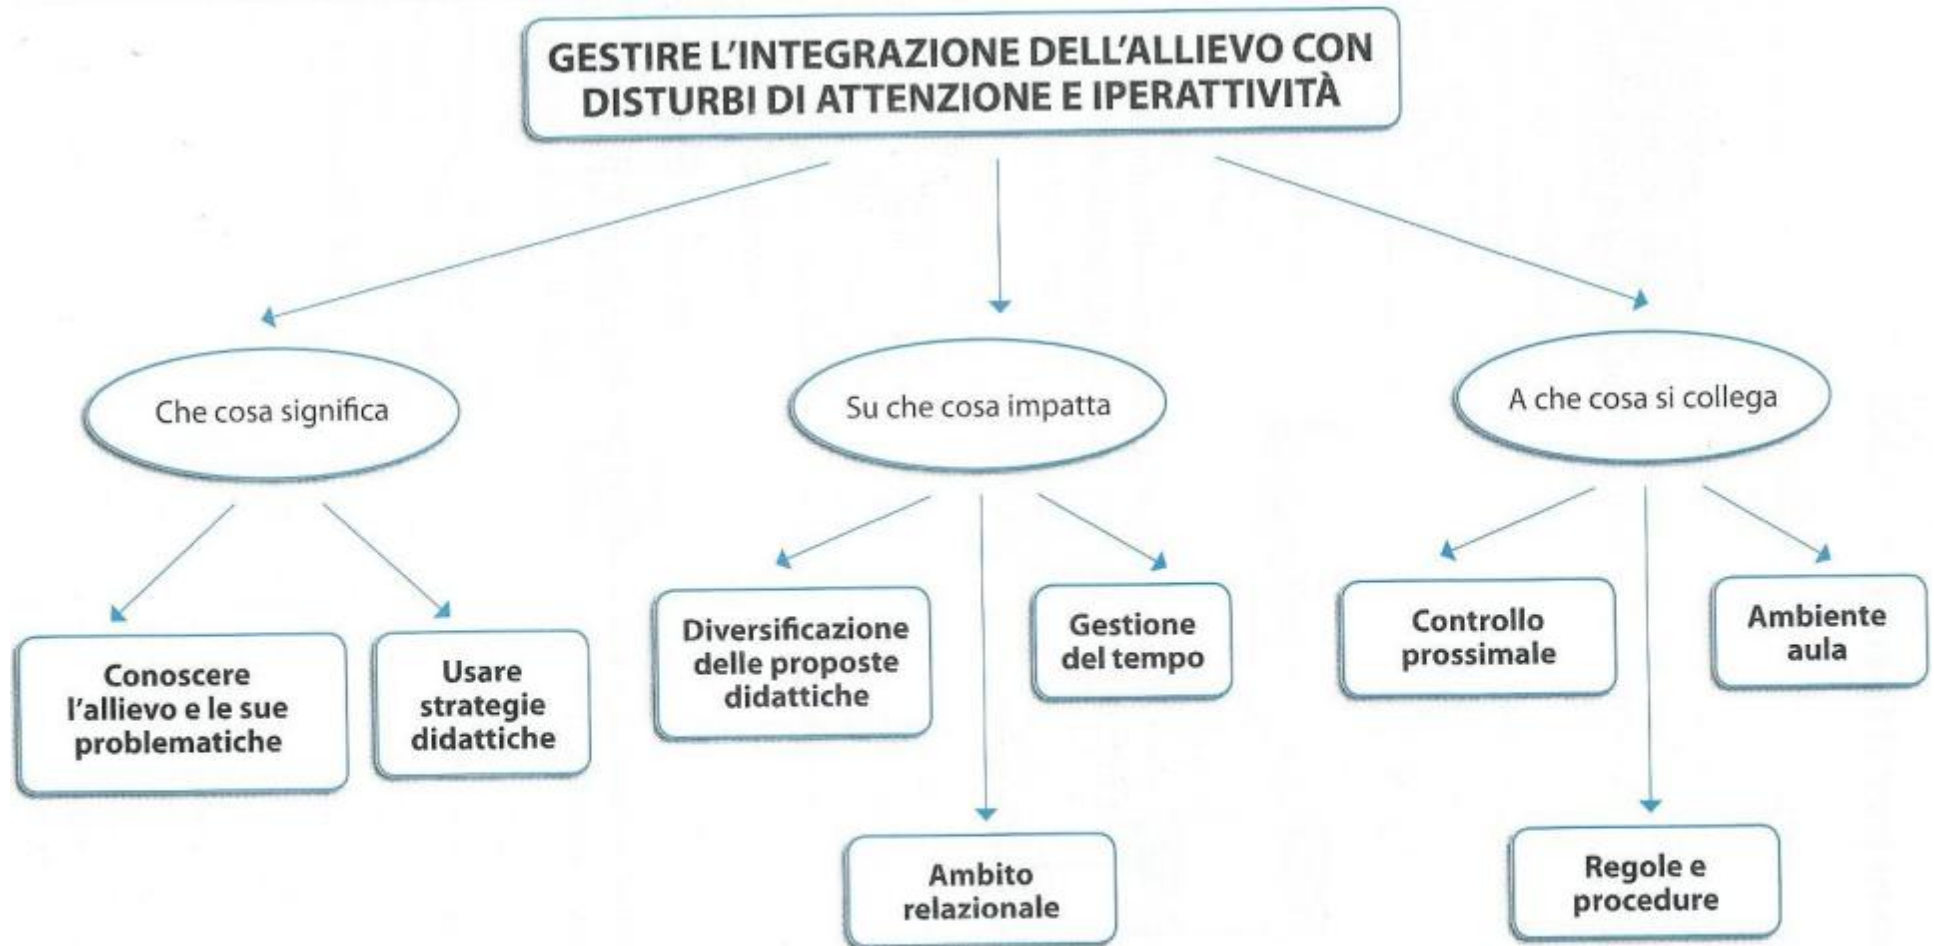 GESTIRE L'INTEGRAZIONE DELL'ALLIEVO CON
DISTURBI DI ATTENZIONE E IPERATTIVITÀ
Che cosa significa
Su che cosa impatta
A che cosa si collega
Conoscere
l'allievo e le sue
problematiche
Usare
strategie
didattiche
Diversificazione
delle proposte
didattiche
Ambito
relazionale
Gestione
del tempo
Controllo
prossimale
Regole e
procedure
Ambiente
aula